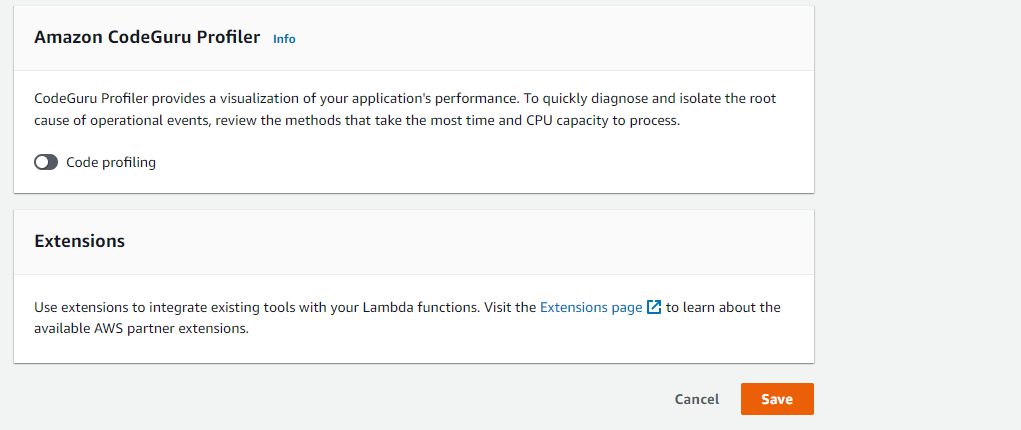 Amazon CodeGuru Profiler Info
CodeGuru Profiler provides a visualization of your application's performance. To quickly diagnose and isolate the root
cause of operational events, review the methods that take the most time and CPU capacity to process.
Code profiling
Extensions
Use extensions to integrate existing tools with your Lambda functions. Visit the Extensions page to learn about the
available AWS partner extensions.
Cancel Save